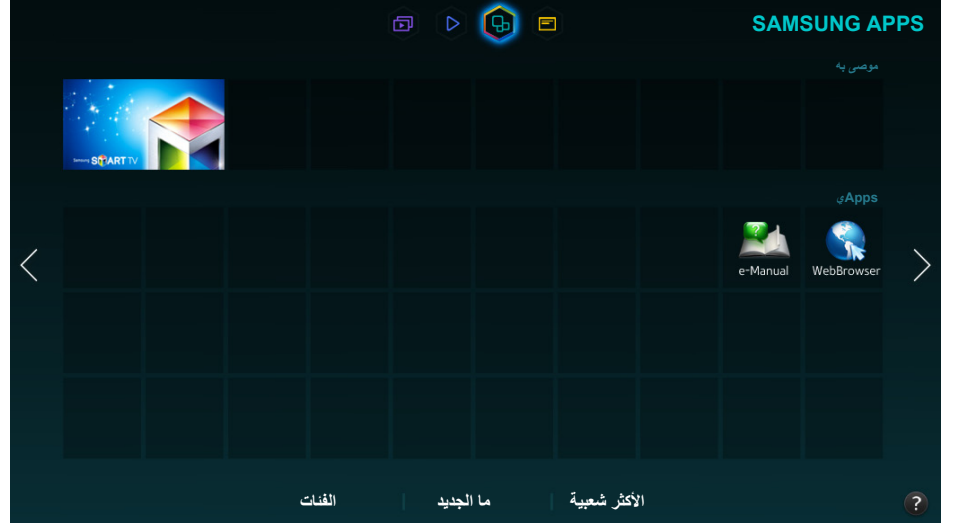 SAMSUNG APPS
موصى به
Samsung SMART TV
Appsي
WebBrowser
e-Manual
الأكثر شعبية | ما الجديد | الفئات
?